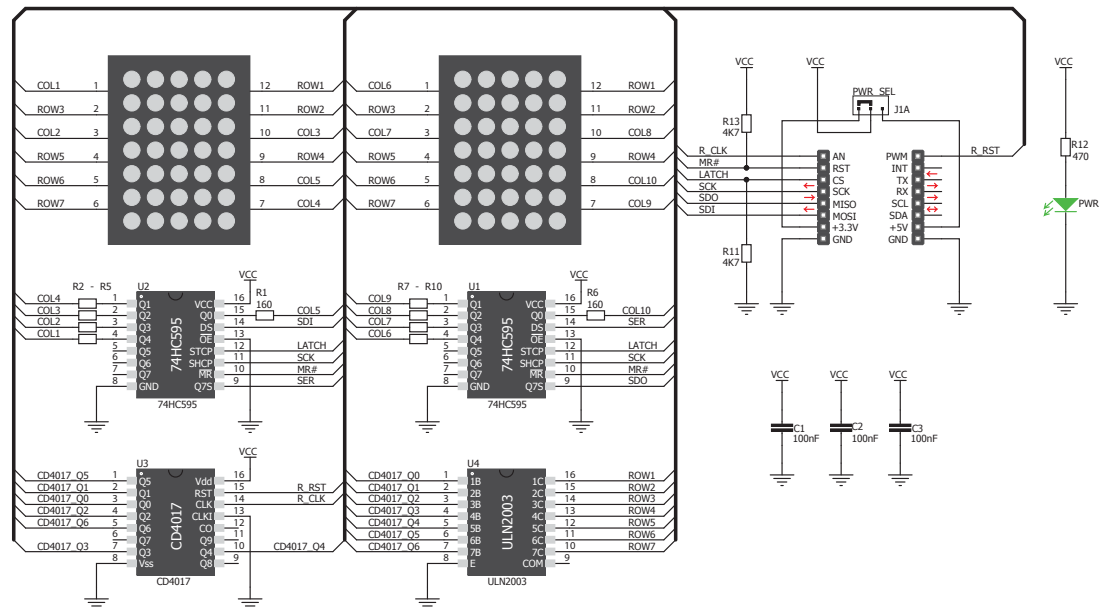 COL1 1 12 ROW1
ROW3 2 11 ROW2
COL2 3 10 COL3
ROW5 4 9 ROW4
ROW6 5 8 COL5
ROW7 6 7 COL4
COL6 1 12 ROW1
ROW3 2 11 ROW2
COL7 3 10 COL8
ROW5 4 9 ROW4
ROW6 5 8 COL10
ROW7 6 7 COL9
VCC VCC VCC
PWR SEL
J1A
R13
4K7
R12
470
PWR
R_CLK AN PWM R_RST
MR# RST INT
LATCH CS TX
SCK SCK RX
SDO MISO SCL
SDI MOSI SDA
+3.3V +5V
GND GND
R11
4K7
R2 - R5 U2 VCC
R1
160
COL4 1 Q1 VCC 16
COL3 2 Q2 Q0 15 COL5
COL2 3 Q3 DS 14 SDI
COL1 4 Q4 OE 13
5 Q5 STCP 12 LATCH
6 Q6 SHCP 11 SCK
7 Q7 MR 10 MR#
8 GND Q7S 9 SER
74HC595
74HC595
R7 - R10 U1 VCC
R6
160
COL9 1 Q1 VCC 16
COL8 2 Q2 Q0 15 COL10
COL7 3 Q3 DS 14 SER
COL6 4 Q4 OE 13
5 Q5 STCP 12 LATCH
6 Q6 SHCP 11 SCK
7 Q7 MR 10 MR#
8 GND Q7S 9 SDO
74HC595
74HC595
VCC VCC VCC
C1
100nF
C2
100nF
C3
100nF
U3 VCC
CD4017_Q5 1 Q5 Vdd 16
CD4017_Q1 2 Q1 RST 15 R_RST
CD4017_Q0 3 Q0 CLK 14 R_CLK
CD4017_Q2 4 Q2 CLKI 13
CD4017_Q6 5 Q6 CO 12
6 Q7 Q9 11
CD4017_Q3 7 Q3 Q4 10 CD4017_Q4
8 Vss Q8 9
CD4017
CD4017
U4
CD4017_Q0 1 1B 1C 16 ROW1
CD4017_Q1 2 2B 2C 15 ROW2
CD4017_Q2 3 3B 3C 14 ROW3
CD4017_Q3 4 4B 4C 13 ROW4
CD4017_Q4 5 5B 5C 12 ROW5
CD4017_Q5 6 6B 6C 11 ROW6
CD4017_Q6 7 7B 7C 10 ROW7
8 E COM 9
ULN2003
ULN2003